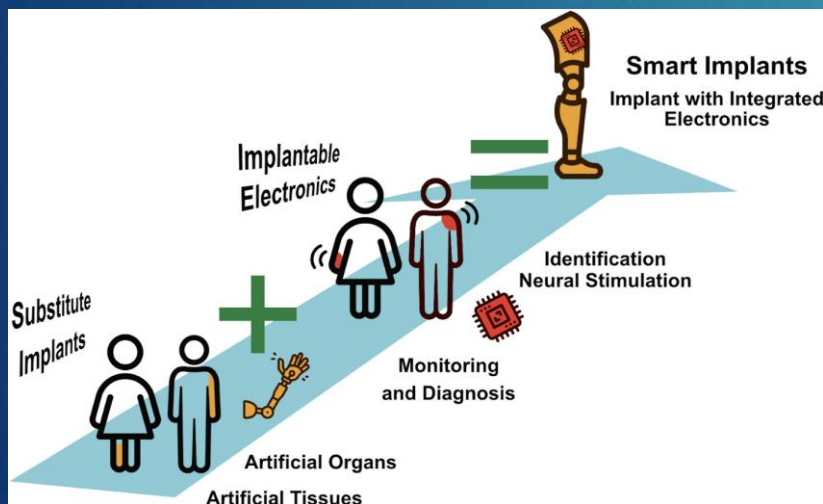 Smart Implants
Implant with Integrated
Electronics
Implantable
Electronics
Identification
Neural Stimulation
Substitute
Implants
Monitoring
and Diagnosis
Artificial Organs
Artificial Tissues